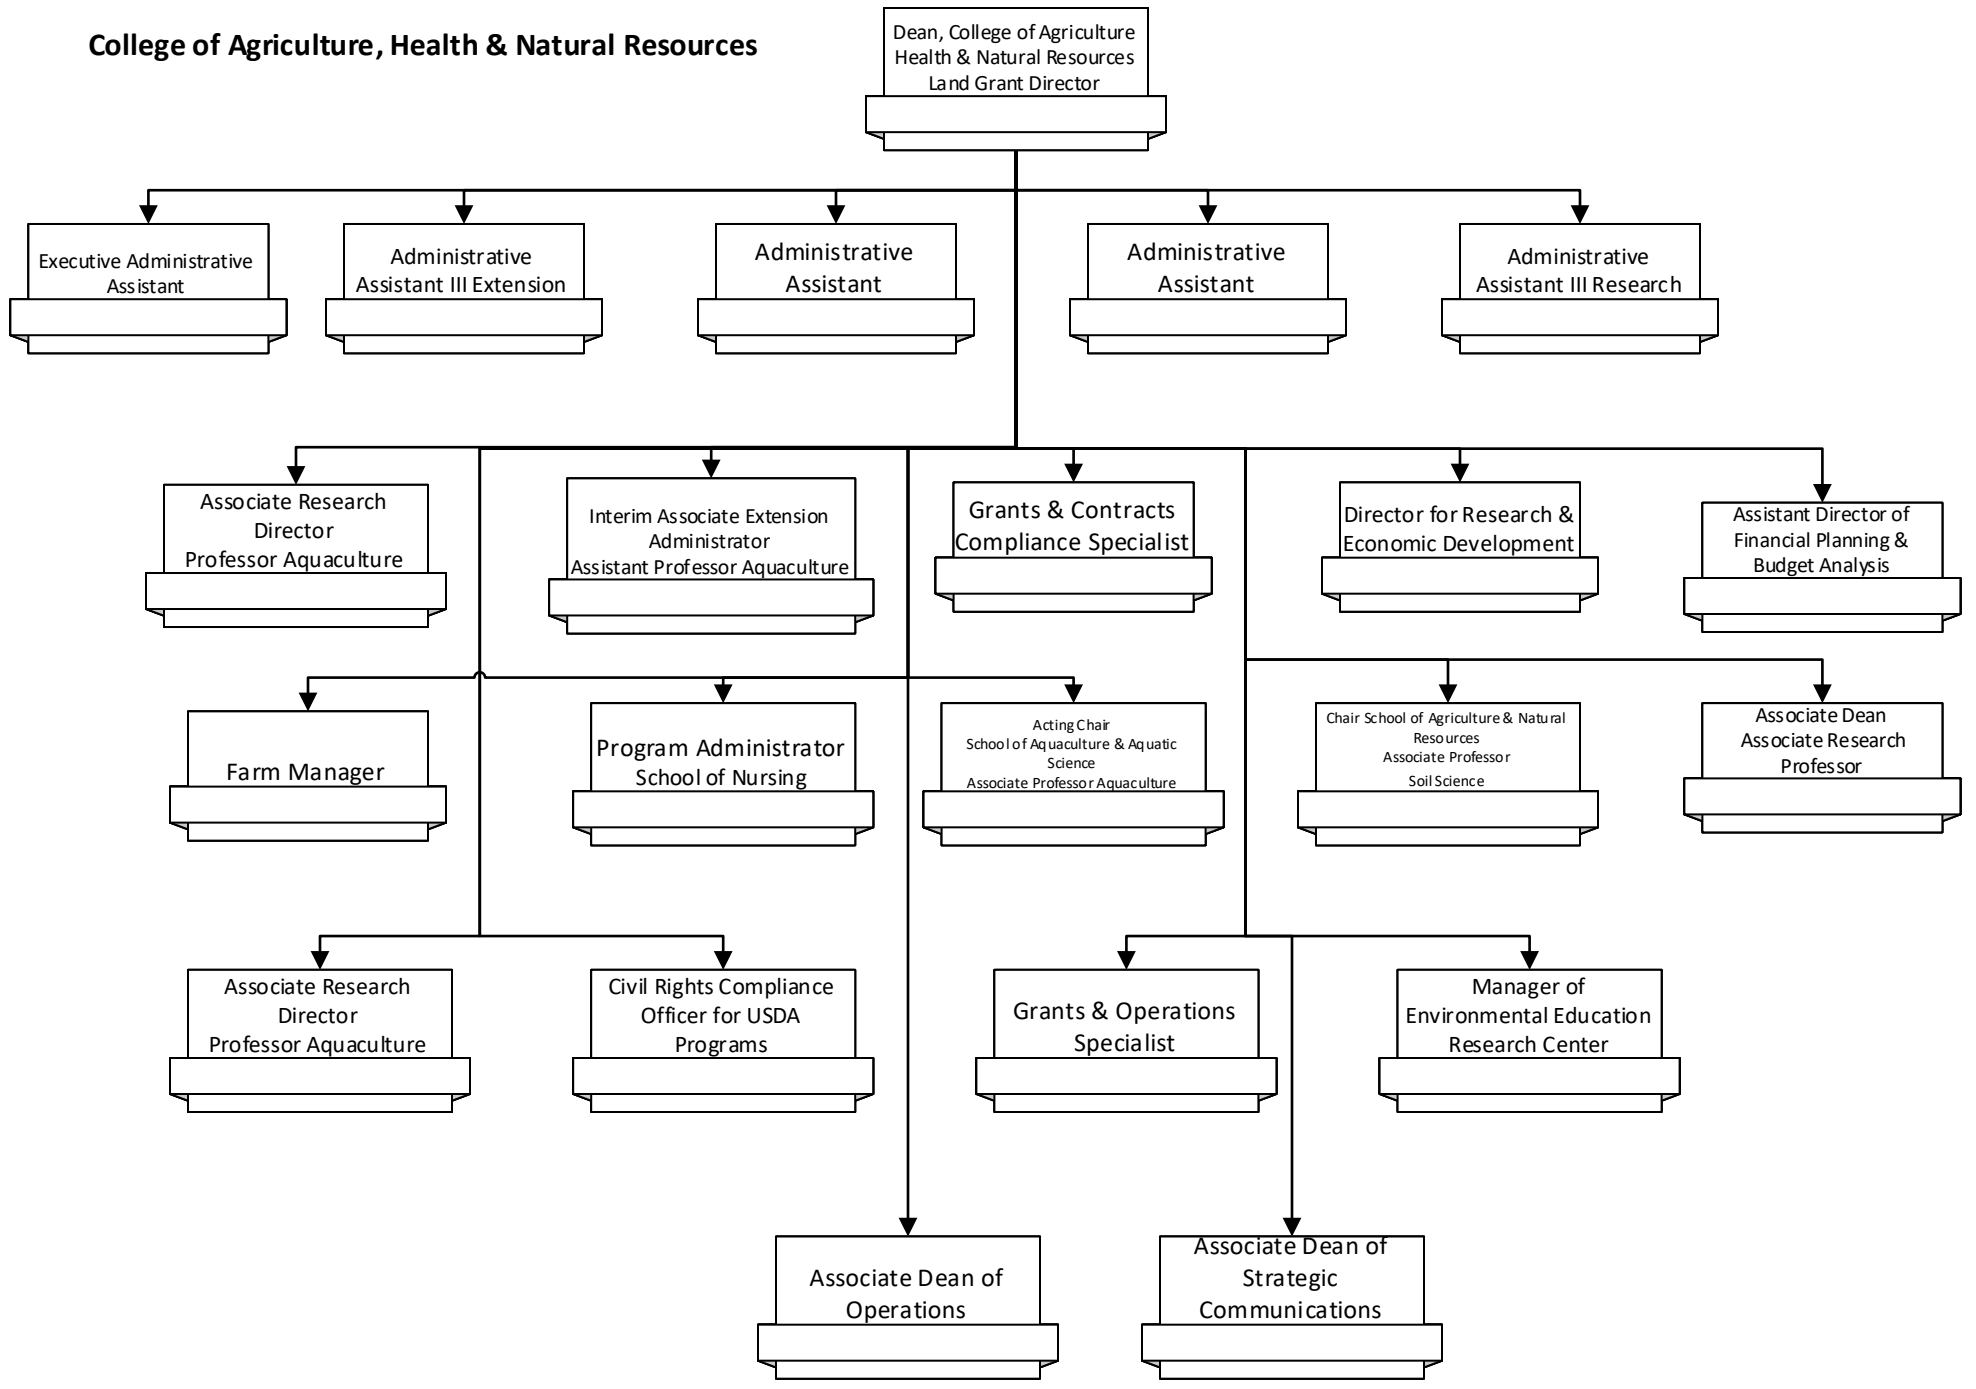 College of Agriculture, Health & Natural Resources
Dean, College of Agriculture
Health & Natural Resources
Land Grant Director
Executive Administrative
Assistant
Administrative
Assistant III Extension
Administrative
Assistant
Administrative
Assistant
Administrative
Assistant III Research
Associate Research
Director
Professor Aquaculture
Interim Associate Extension
Administrator
Assistant Professor Aquaculture
Grants & Contracts
Compliance Specialist
Director for Research &
Economic Development
Assistant Director of
Financial Planning &
Budget Analysis
Farm Manager
Program Administrator
School of Nursing
Acting Chair
School of Aquaculture & Aquatic
Science
Associate Professor Aquaculture
Chair School of Agriculture & Natural
Resources
Associate Professor
Soil Science
Associate Dean
Associate Research
Professor
Associate Research
Director
Professor Aquaculture
Civil Rights Compliance
Officer for USDA
Programs
Grants & Operations
Specialist
Manager of
Environmental Education
Research Center
Associate Dean of
Operations
Associate Dean of
Strategic
Communications